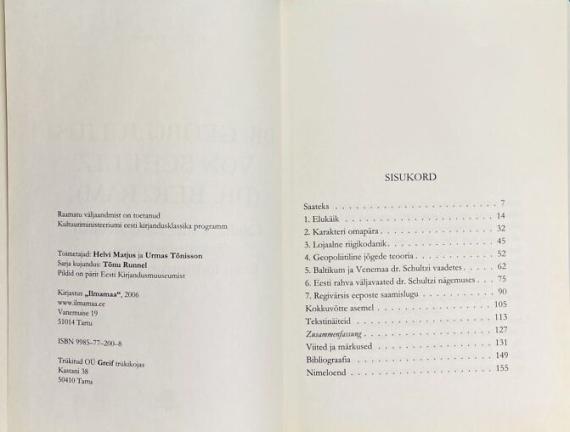 Raamatu väljaandmist on toetanud
Kultuuriministeeriumi eesti kirjandusklassika programm
Toimetajad: Helvi Matjus ja Urmas Tõnisson
Sarja kujundus: Tõnu Runnel
Pildid on pärit Eesti Kirjandusmuuseumist
Kirjastus „Ilmamaa”, 2006
www.ilmamaa.ee
Vanemuise 19
51014 Tartu
ISBN 9985-77-200-8
Trükitud OÜ Greif trükikojas
Kastani 38
50410 Tartu
SISUKORD
Saateks . . . . . . . . . . . . . . . . . . . . 7
1. Elukäik . . . . . . . . . . . . . . . . . . . . 14
2. Karakteri omapära . . . . . . . . . . . . . . . . 32
3. Lojaalne riigikodanik . . . . . . . . . . . . . . . 45
4. Geopoliitiline jõgede teooria . . . . . . . . . . . . 52
5. Baltikum ja Venemaa dr. Schultzi vaadetes . . . . . . 62
6. Eesti rahva väljavaated dr. Schultzi nägemuses . . . . 75
7. Regivärsis eeposte saamislugu . . . . . . . . . . . 90
Kokkuvõtte asemel . . . . . . . . . . . . . . . . 105
Tekstinäiteid . . . . . . . . . . . . . . . . . . . 113
Zusammenfassung . . . . . . . . . . . . . . . . . 127
Viited ja märkused . . . . . . . . . . . . . . . . 131
Bibliograafia . . . . . . . . . . . . . . . . . . . 149
Nimeloend . . . . . . . . . . . . . . . . . . . . 155